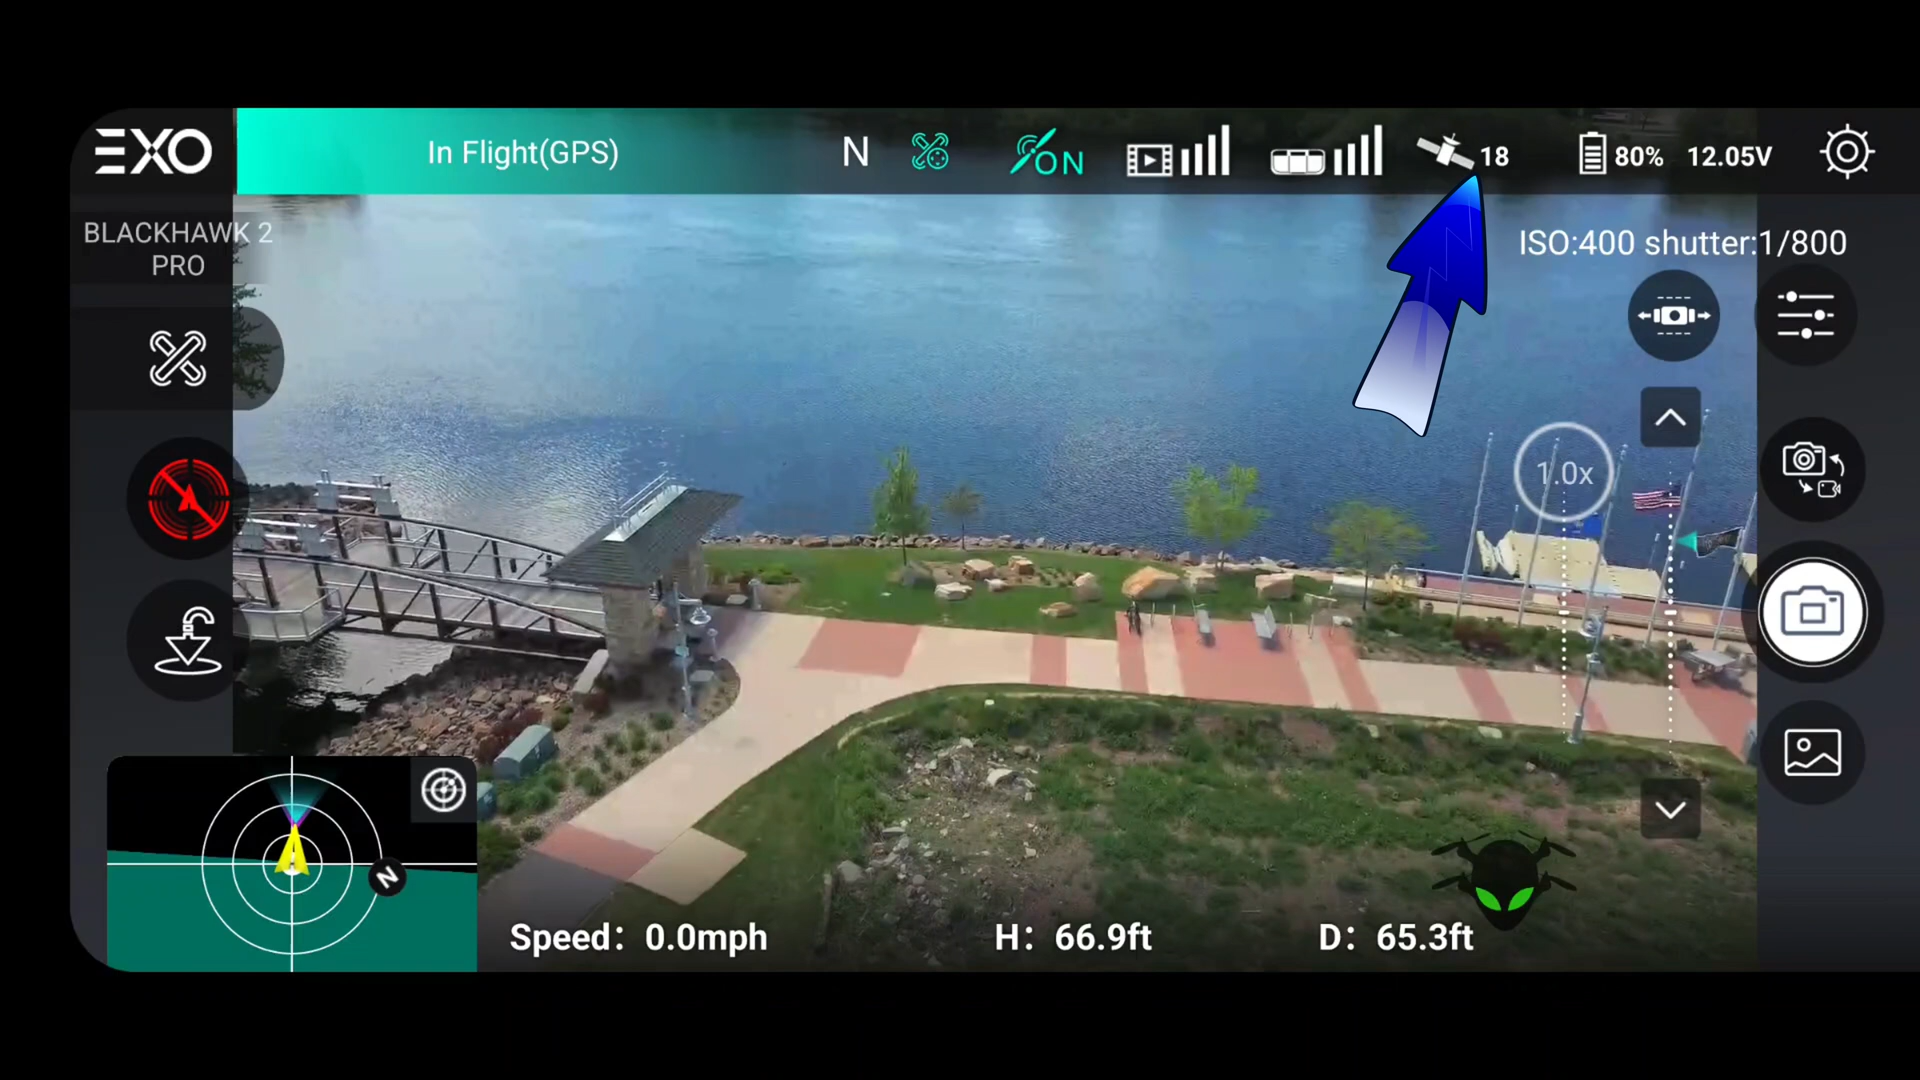 EXO
In Flight(GPS)
N
ON
18
80%
12.05V
BLACKHAWK 2
PRO
ISO:400 shutter:1/800
1.0x
N
Speed: 0.0mph
H: 66.9ft
D: 65.3ft